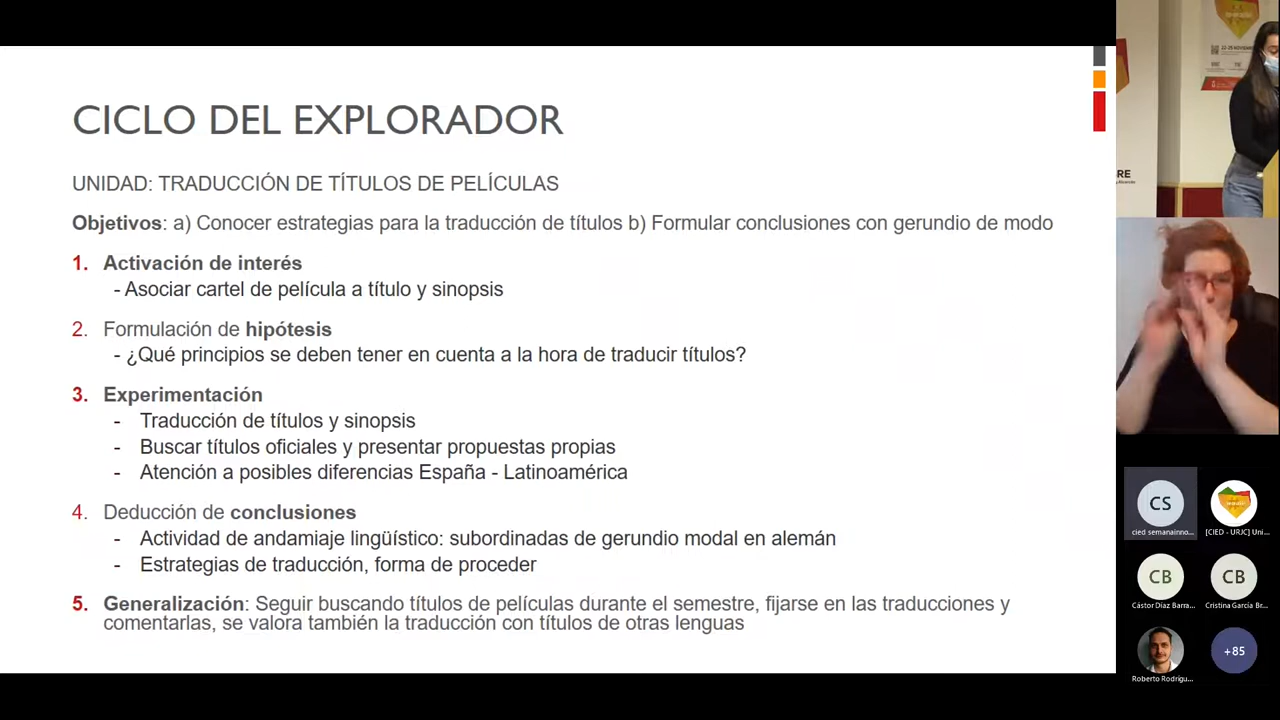 CICLO DEL EXPLORADOR
UNIDAD: TRADUCCIÓN DE TÍTULOS DE PELÍCULAS
Objetivos: a) Conocer estrategias para la traducción de títulos b) Formular conclusiones con gerundio de modo
1. Activación de interés
- Asociar cartel de película a título y sinopsis
2. Formulación de hipótesis
- ¿Qué principios se deben tener en cuenta a la hora de traducir títulos?
3. Experimentación
- Traducción de títulos y sinopsis
- Buscar títulos oficiales y presentar propuestas propias
- Atención a posibles diferencias España - Latinoamérica
4. Deducción de conclusiones
- Actividad de andamiaje lingüístico: subordinadas de gerundio modal en alemán
- Estrategias de traducción, forma de proceder
5. Generalización: Seguir buscando títulos de películas durante el semestre, fijarse en las traducciones y
comentarlas, se valora también la traducción con títulos de otras lenguas
RE
CS
cied semanainno...
[CIED - URJC] Uni...
CB
Cástor Díaz Barra...
CB
Cristina García Br...
Roberto Rodrígu...
+85